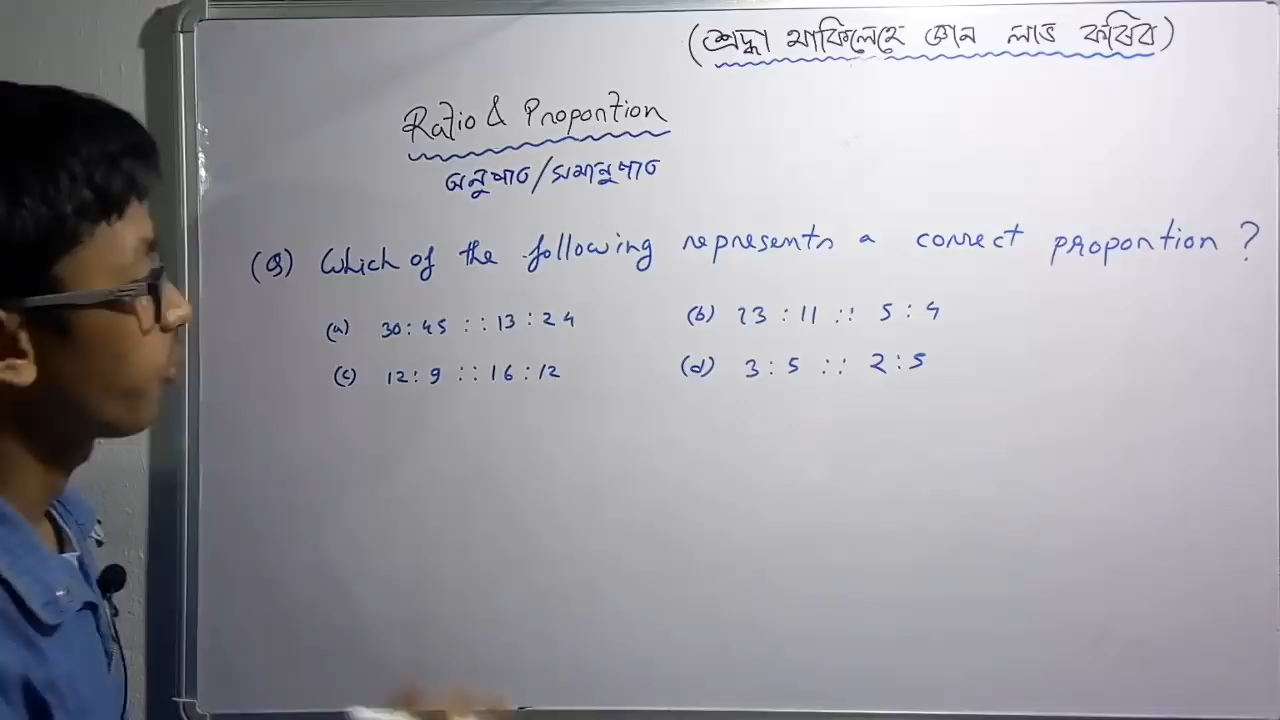 (শ্রদ্ধা থাকিলেহে জ্ঞান লাভ কৰিব)
Ratio & Proportion
অনুপাত/সমানুপাত
(Q) Which of the following represents a correct proportion ?
(a) 30 : 45 :: 13 : 24
(b) 23 : 11 :: 5 : 4
(c) 12 : 9 :: 16 : 12
(d) 3 : 5 :: 2 : 5